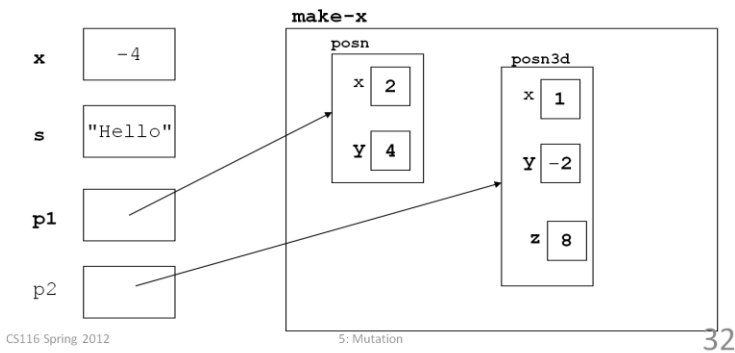 make-x
posn
posn3d
x -4
x 2
x 1
s "Hello"
y 4
y -2
p1
z 8
p2
CS116 Spring 2012
5: Mutation
32